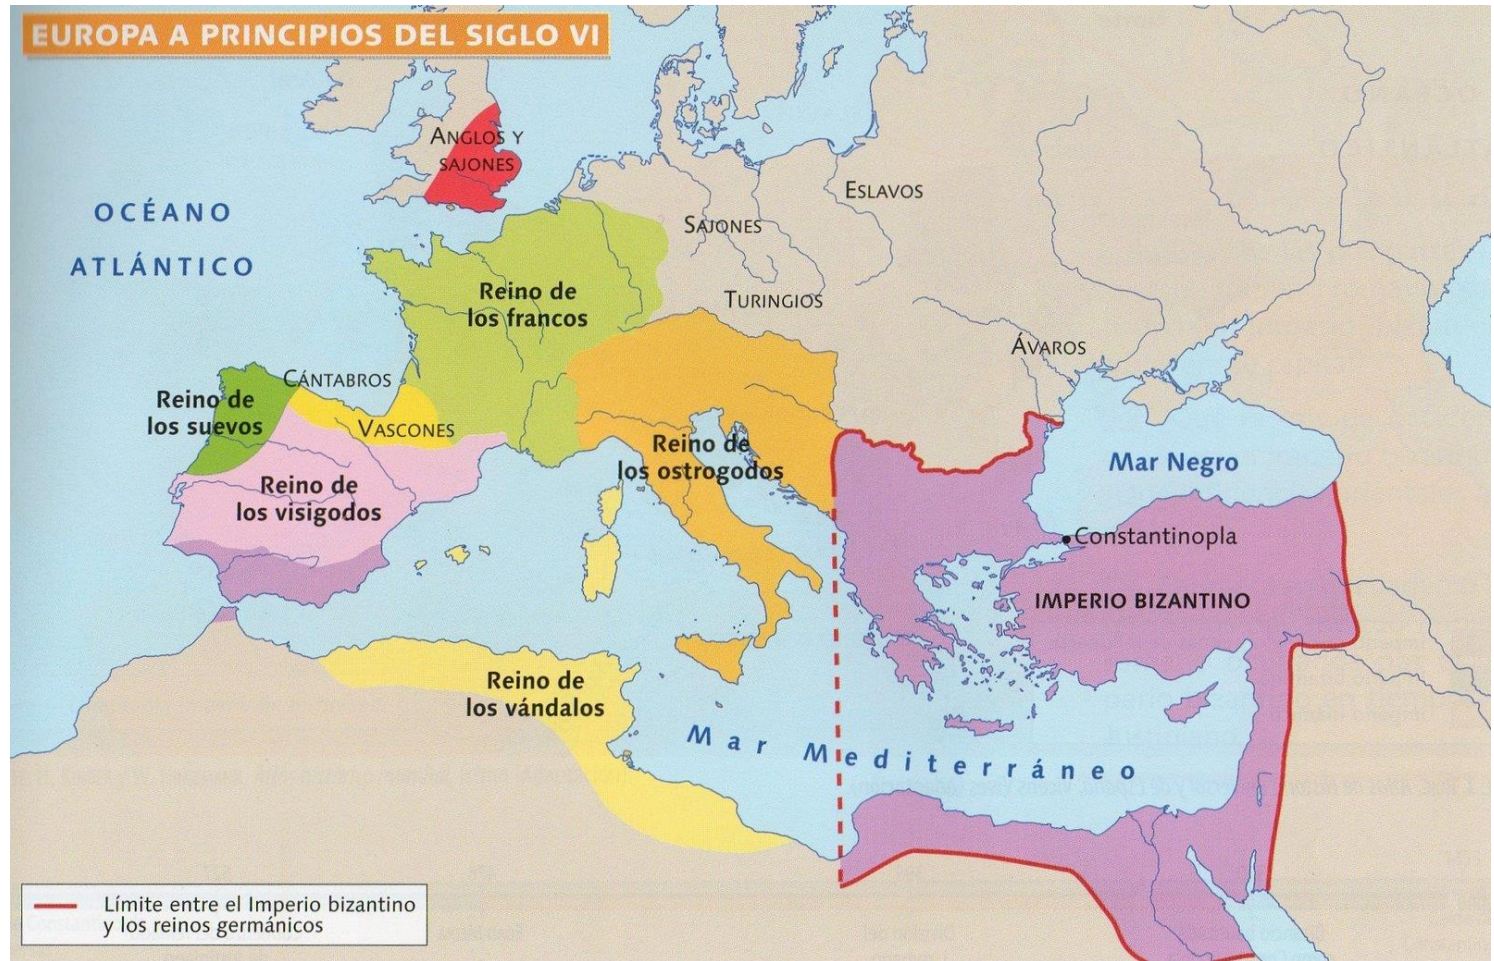 EUROPA A PRINCIPIOS DEL SIGLO VI
ANGLOS Y
SAJONES
OCÉANO
ATLÁNTICO
ESLAVOS
SAJONES
TURINGIOS
Reino de
los francos
ÁVAROS
CÁNTABROS
Reino de
los suevos
VASCONES
Reino de
los ostrogodos
Mar Negro
Reino de
los visigodos
Constantinopla
IMPERIO BIZANTINO
Reino de
los vándalos
Mar Mediterráneo
Límite entre el Imperio bizantino
y los reinos germánicos